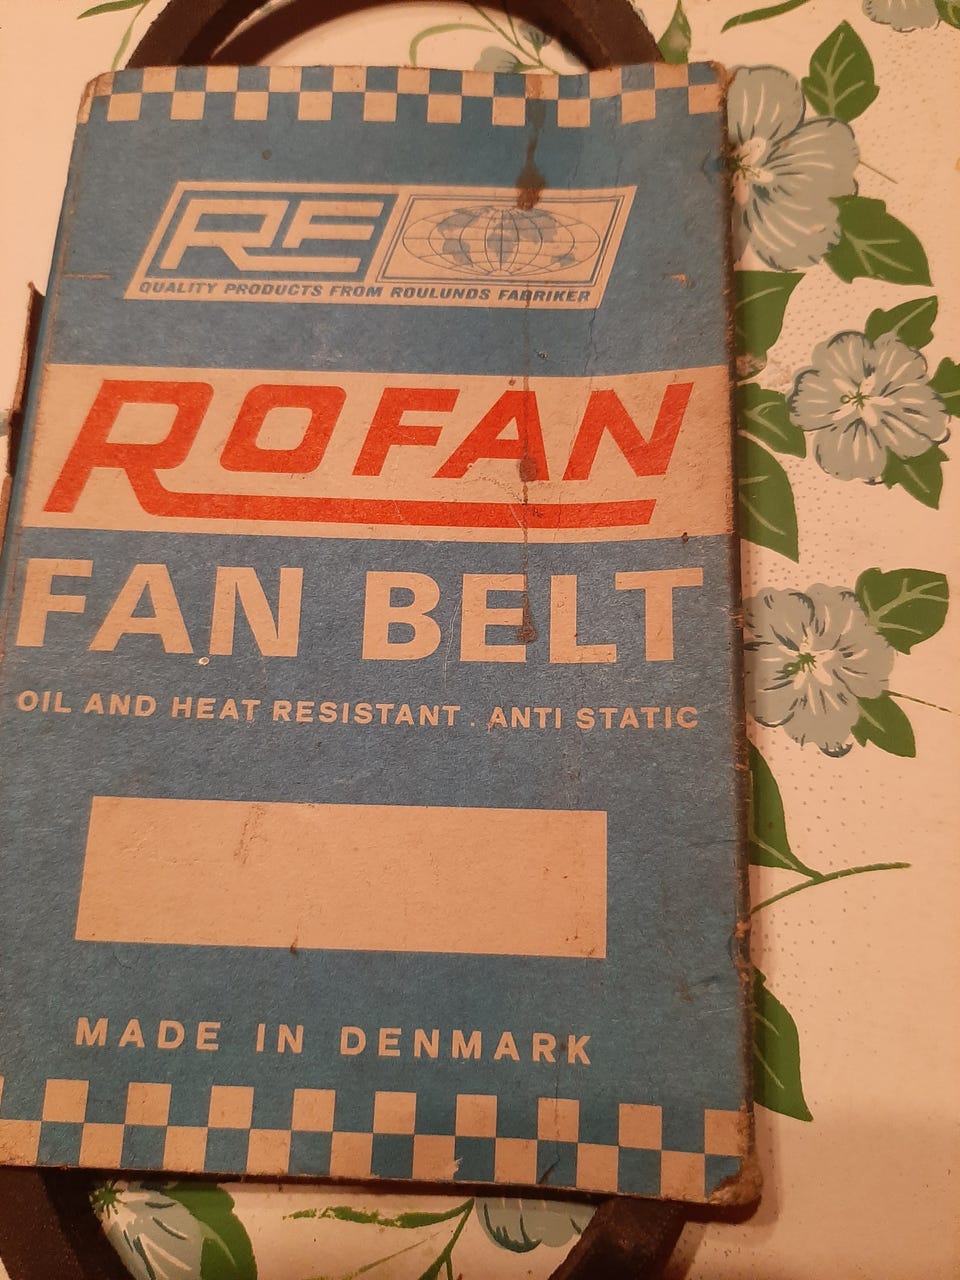 RF
QUALITY PRODUCTS FROM ROULUNDS FABRIKER
ROFAN
FAN BELT
OIL AND HEAT RESISTANT . ANTI STATIC
MADE IN DENMARK